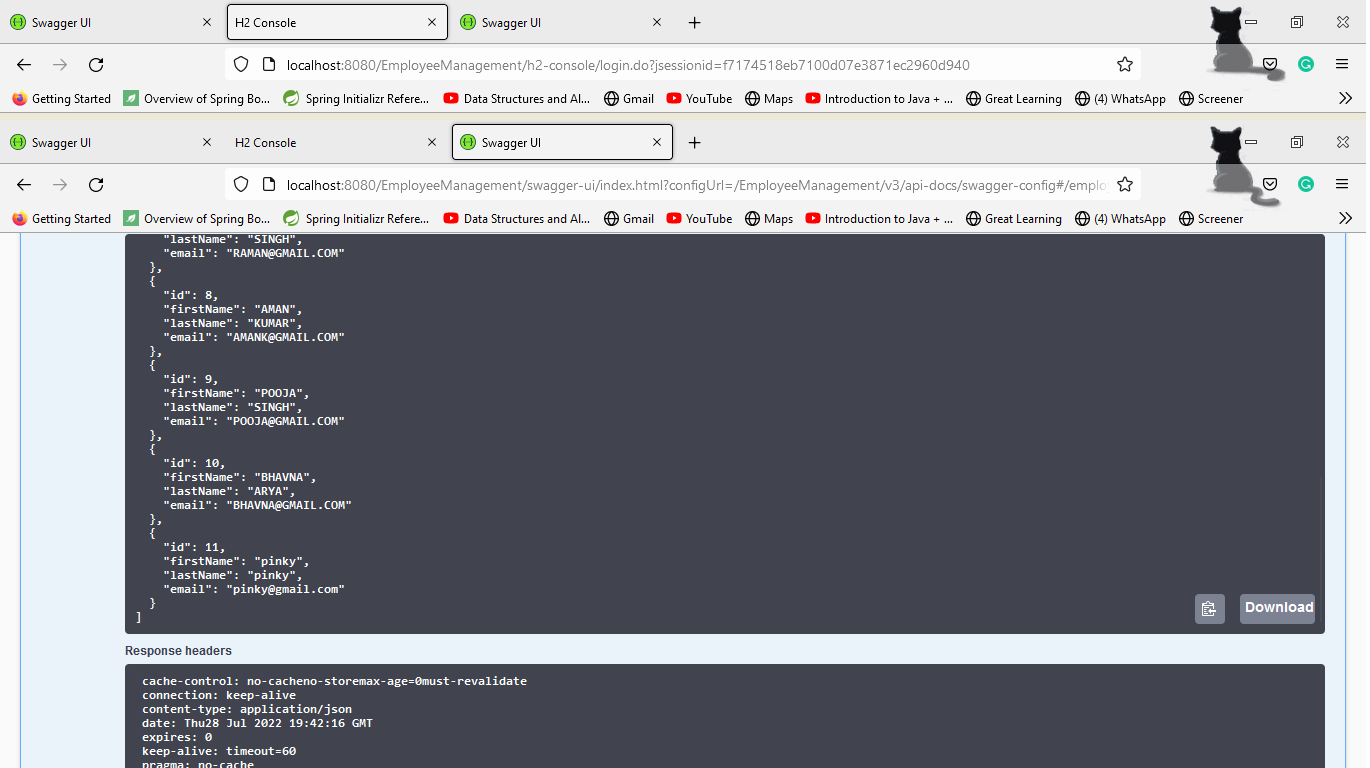 Swagger UI H2 Console Swagger UI
localhost:8080/EmployeeManagement/h2-console/login.do?jsessionid=f7174518eb7100d07e3871ec2960d940
Getting Started Overview of Spring Bo... Spring Initializr Refere... Data Structures and Al... Gmail YouTube Maps Introduction to Java + ... Great Learning (4) WhatsApp Screener
Swagger UI H2 Console Swagger UI
localhost:8080/EmployeeManagement/swagger-ui/index.html?configUrl=/EmployeeManagement/v3/api-docs/swagger-config#/emplo
Getting Started Overview of Spring Bo... Spring Initializr Refere... Data Structures and Al... Gmail YouTube Maps Introduction to Java + ... Great Learning (4) WhatsApp Screener
"lastName": "SINGH",
"email": "RAMAN@GMAIL.COM"
},
{
"id": 8,
"firstName": "AMAN",
"lastName": "KUMAR",
"email": "AMANK@GMAIL.COM"
},
{
"id": 9,
"firstName": "POOJA",
"lastName": "SINGH",
"email": "POOJA@GMAIL.COM"
},
{
"id": 10,
"firstName": "BHAVNA",
"lastName": "ARYA",
"email": "BHAVNA@GMAIL.COM"
},
{
"id": 11,
"firstName": "pinky",
"lastName": "pinky",
"email": "pinky@gmail.com"
}
]
Download
Response headers
cache-control: no-cacheno-storemax-age=0must-revalidate
connection: keep-alive
content-type: application/json
date: Thu28 Jul 2022 19:42:16 GMT
expires: 0
keep-alive: timeout=60
pragma: no-cache